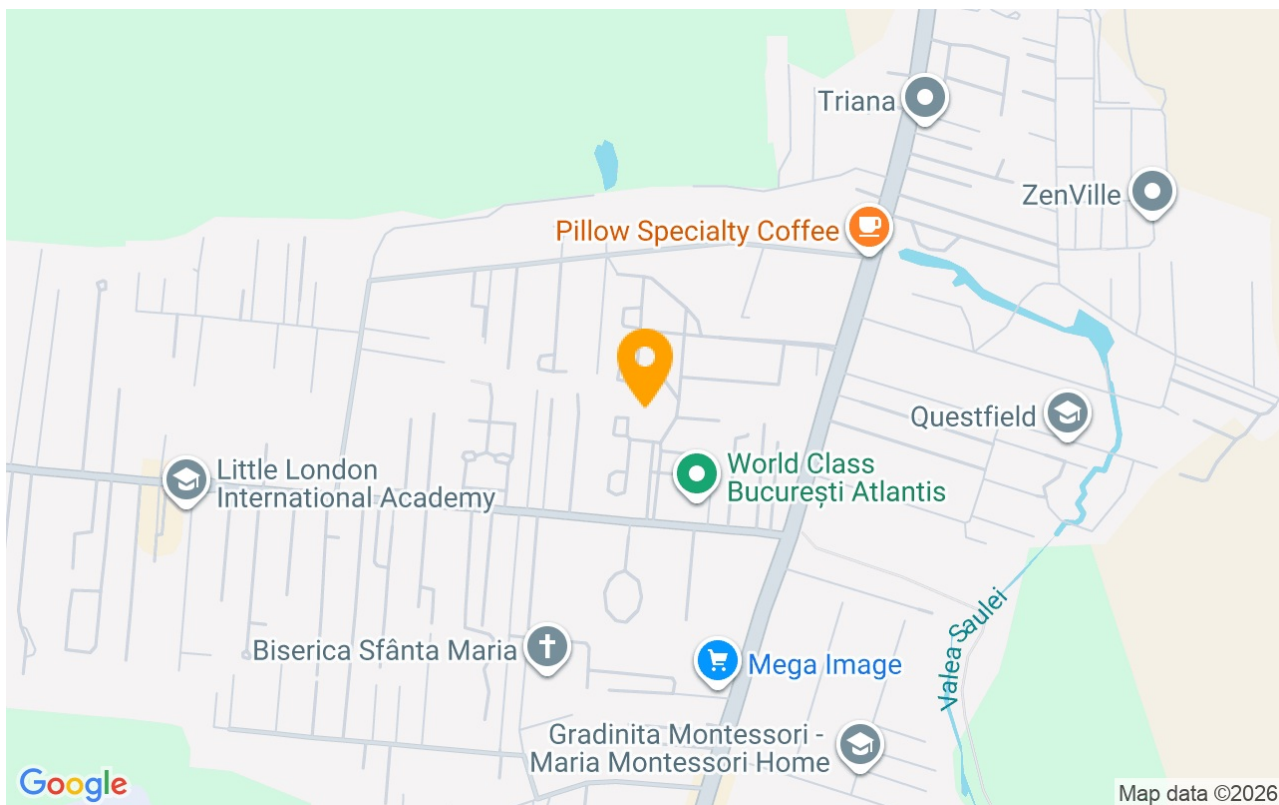 Triana
ZenVille
Pillow Specialty Coffee
Questfield
World Class
București Atlantis
Little London
International Academy
Valea Saulei
Biserica Sfânta Maria
Mega Image
Gradinita Montessori -
Maria Montessori Home
Google
Map data ©2026